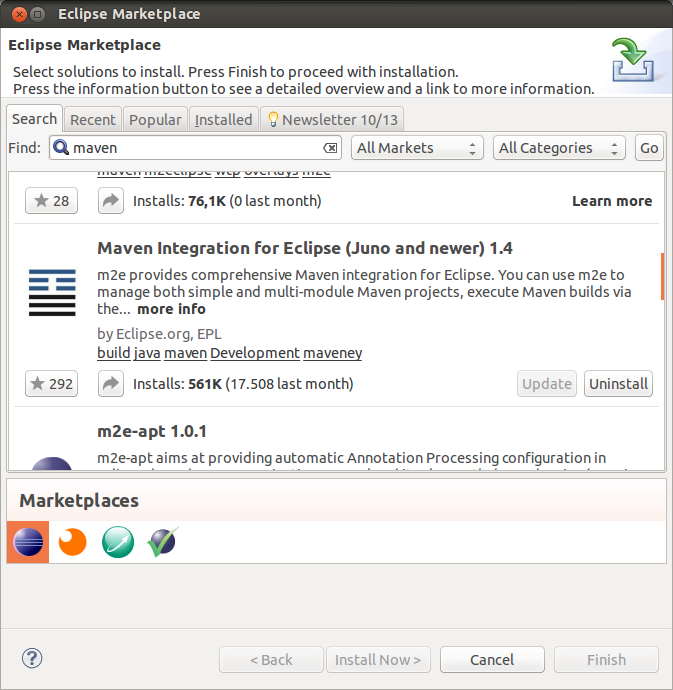 Eclipse Marketplace
Eclipse Marketplace
Select solutions to install. Press Finish to proceed with installation.
Press the information button to see a detailed overview and a link to more information.
Search Recent Popular Installed Newsletter 10/13
Find: maven All Markets All Categories Go
maven m2eclipse wtp overlays m2e
28 Installs: 76,1K (0 last month) Learn more
Maven Integration for Eclipse (Juno and newer) 1.4
m2e provides comprehensive Maven integration for Eclipse. You can use m2e to
manage both simple and multi-module Maven projects, execute Maven builds via
the... more info
by Eclipse.org, EPL
build java maven Development maveney
292 Installs: 561K (17.508 last month) Update Uninstall
m2e-apt 1.0.1
m2e-apt aims at providing automatic Annotation Processing configuration in
Marketplaces
? < Back Install Now > Cancel Finish